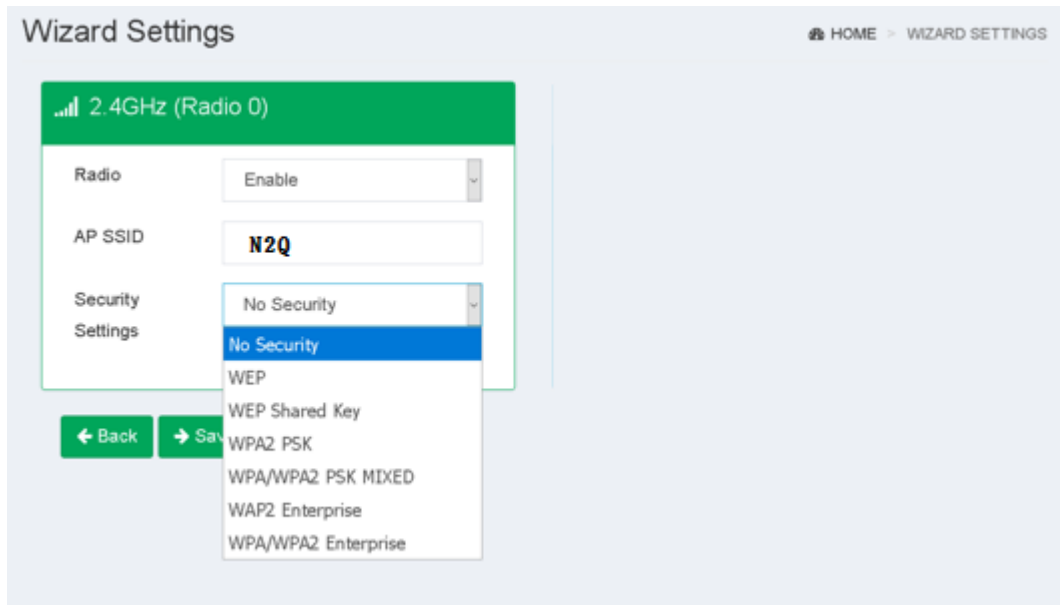 Wizard Settings
HOME > WIZARD SETTINGS
2.4GHz (Radio 0)
Radio
Enable
AP SSID
N2Q
Security
Settings
No Security
No Security
WEP
WEP Shared Key
WPA2 PSK
WPA/WPA2 PSK MIXED
WAP2 Enterprise
WPA/WPA2 Enterprise
Back